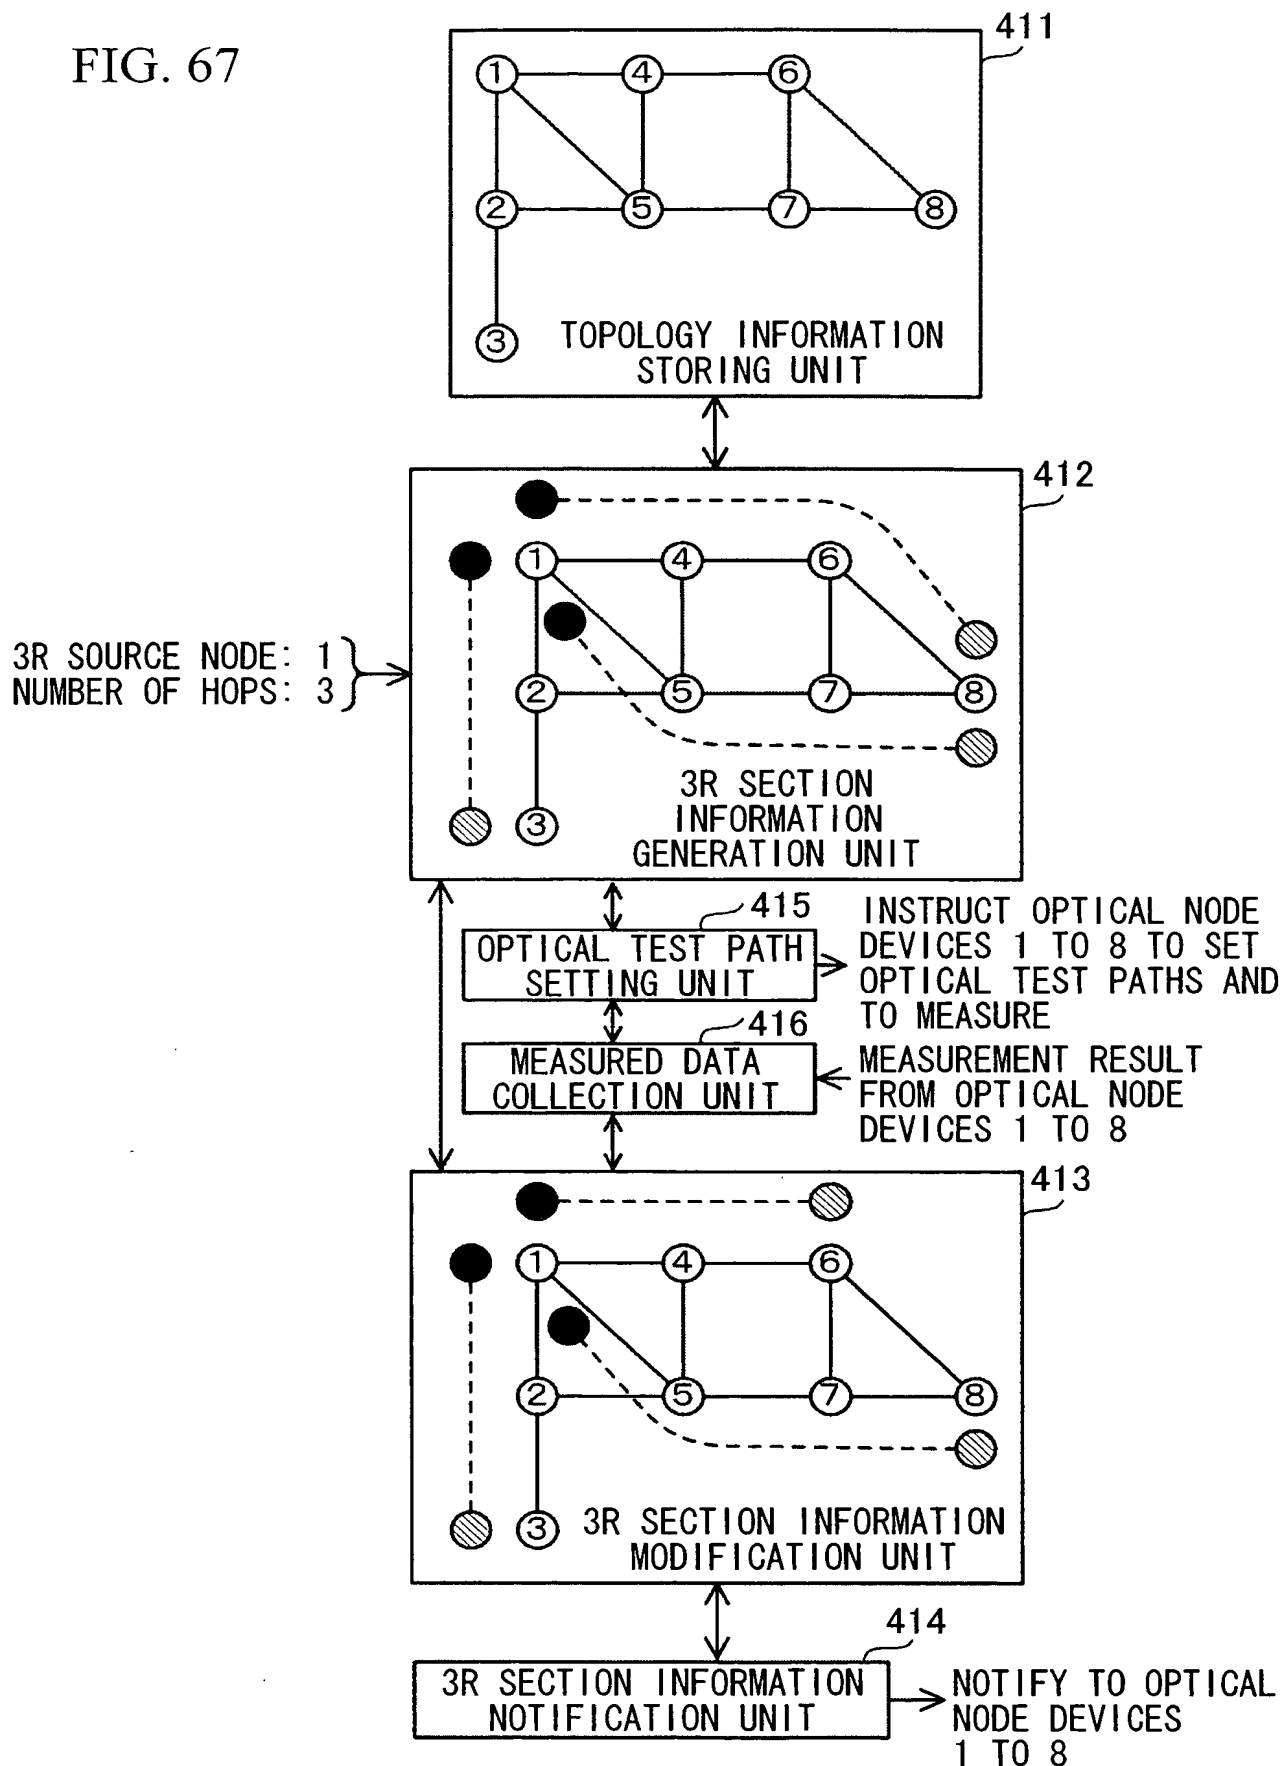 FIG. 67
411
1 4 6
2 5 7 8
3
TOPOLOGY INFORMATION
STORING UNIT
412
1 4 6
3R SOURCE NODE: 1
NUMBER OF HOPS: 3
2 5 7 8
3
3R SECTION
INFORMATION
GENERATION UNIT
415
OPTICAL TEST PATH
SETTING UNIT
INSTRUCT OPTICAL NODE
DEVICES 1 TO 8 TO SET
OPTICAL TEST PATHS AND
TO MEASURE
416
MEASURED DATA
COLLECTION UNIT
MEASUREMENT RESULT
FROM OPTICAL NODE
DEVICES 1 TO 8
413
1 4 6
2 5 7 8
3
3R SECTION INFORMATION
MODIFICATION UNIT
414
3R SECTION INFORMATION
NOTIFICATION UNIT
NOTIFY TO OPTICAL
NODE DEVICES
1 TO 8